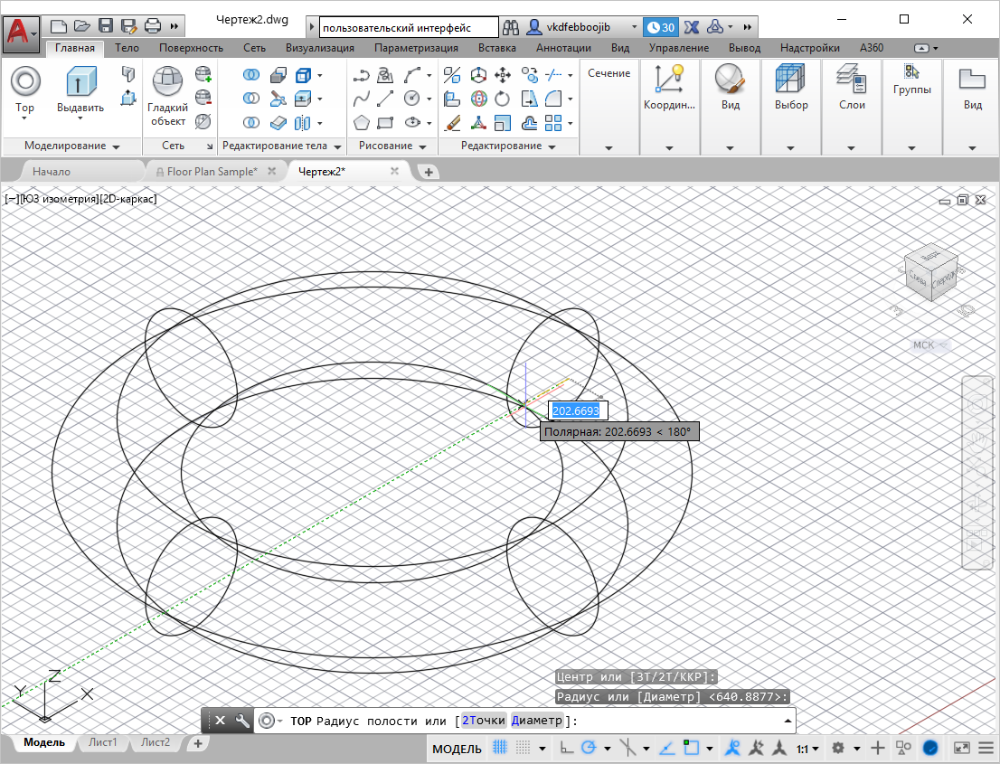 Чертеж2.dwg
пользовательский интерфейс
vkdfebboojib
30
Главная Тело Поверхность Сеть Визуализация Параметризация Вставка Аннотации Вид Управление Вывод Надстройки A360
Тор
Выдавить
Гладкий
объект
Сечение
Координ...
Вид
Выбор
Слои
Группы
Вид
Моделирование
Сеть
Редактирование тела
Рисование
Редактирование
Начало
Floor Plan Sample*
Чертеж2*
[−][ЮЗ изометрия][2D-каркас]
Верх
Слева
Спереди
З
Ю
МСК
202.6693
Полярная: 202.6693 < 180°
Центр или [3Т/2Т/ККР]:
Радиус или [Диаметр] <640.8877>:
Y Z X
ТОР Радиус полости или [2Точки Диаметр]:
Модель Лист1 Лист2
МОДЕЛЬ
1:1